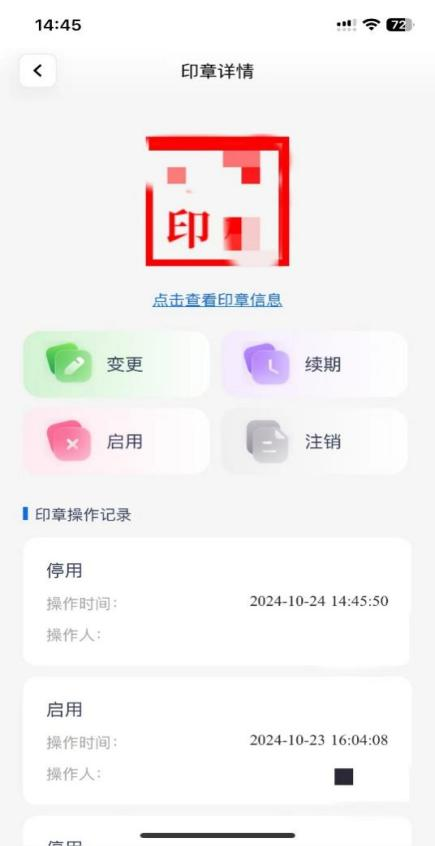 14:45
72
印章详情
印
点击查看印章信息
变更
续期
启用
注销
印章操作记录
停用
操作时间：
2024-10-24 14:45:50
操作人：
启用
操作时间：
2024-10-23 16:04:08
操作人：
停用